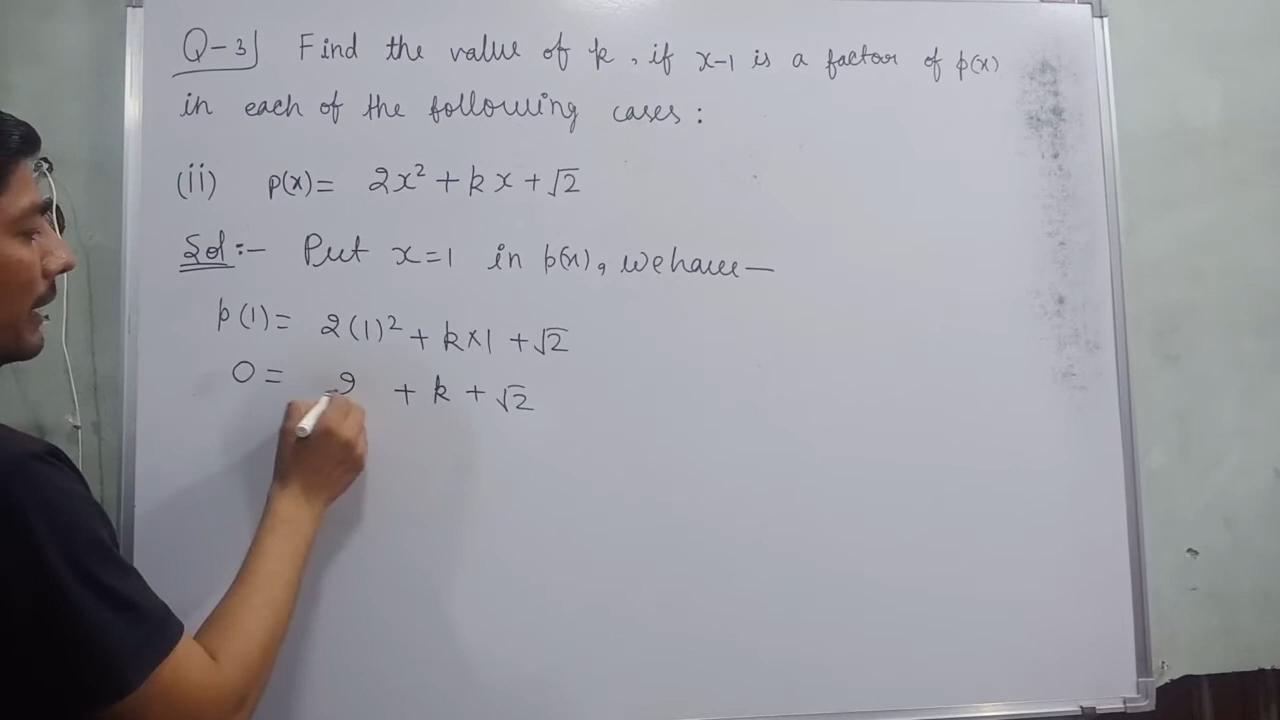 Q-3) Find the value of k, if x-1 is a factor of p(x)
in each of the following cases:
(ii) p(x)= 2x² + kx + √2
Sol:- Put x=1 in p(x), we have—
p(1)= 2(1)² + k×1 + √2
0= 2 + k + √2